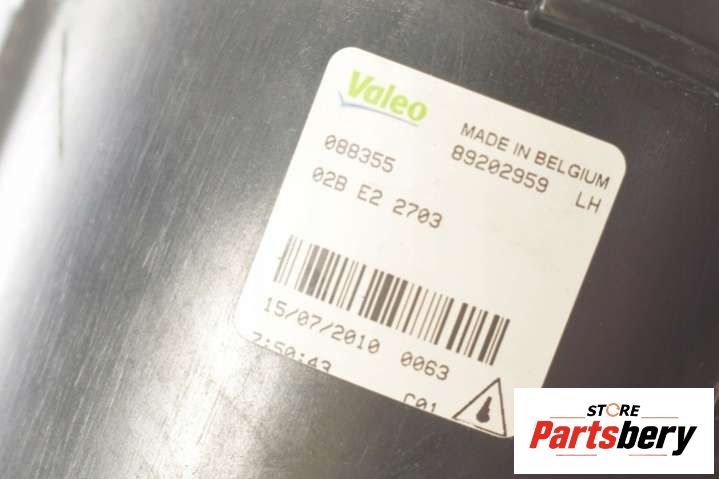 Valeo
MADE IN BELGIUM
088355 89202959 LH
02B E2 2703
15/07/2010 0063
7:50:43 C01
STORE
Partsbery